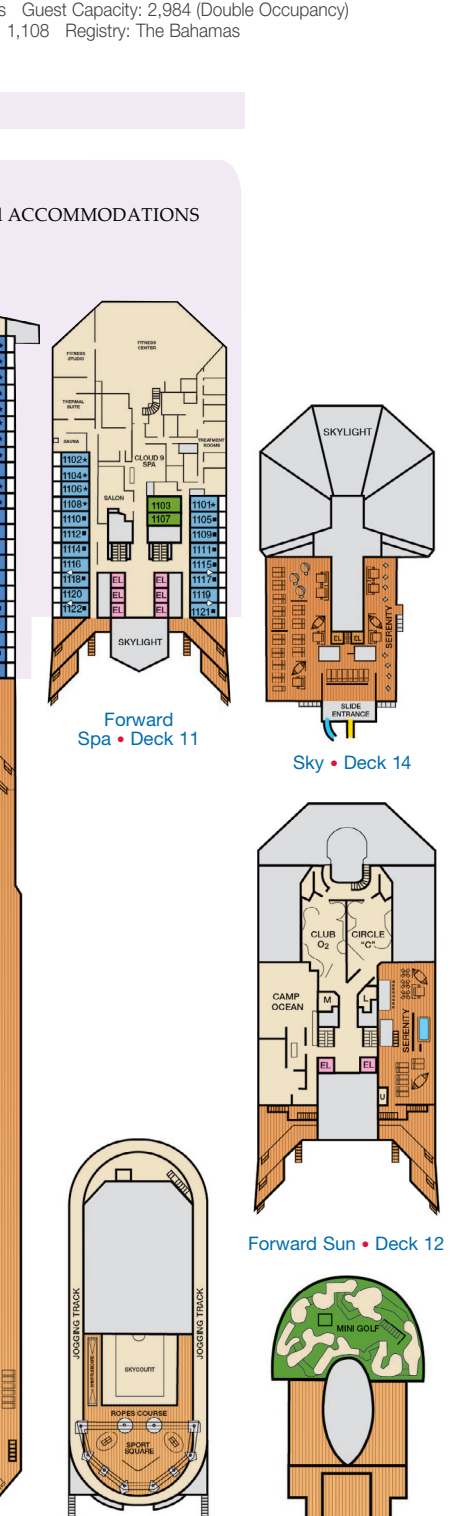 s Guest Capacity: 2,984 (Double Occupancy)
1,108 Registry: The Bahamas
ACCOMMODATIONS
FITNESS
CENTER
FITNESS
STUDIO
THERMAL
SUITE
SAUNA
CLOUD 9
SPA
TREATMENT
ROOMS
SALON
1102★
1104★
1106★
1108★
1110■
1112■
1114■
1116
1118■
1120
1122■
1103
1107
1101★
1105■
1109■
1111■
1115■
1117■
1119
1121■
EL EL
EL EL
EL EL
SKYLIGHT
Forward
Spa • Deck 11
SKYLIGHT
EL EL
SERENITY
SLIDE
ENTRANCE
Sky • Deck 14
CLUB
O2
CIRCLE
"C"
CAMP
OCEAN
M
L
SERENITY
EL EL
U
Forward Sun • Deck 12
JOGGING TRACK
JOGGING TRACK
SHUFFLEBOARD
SKYCOURT
ROPES COURSE
SPORT
SQUARE
MINI GOLF